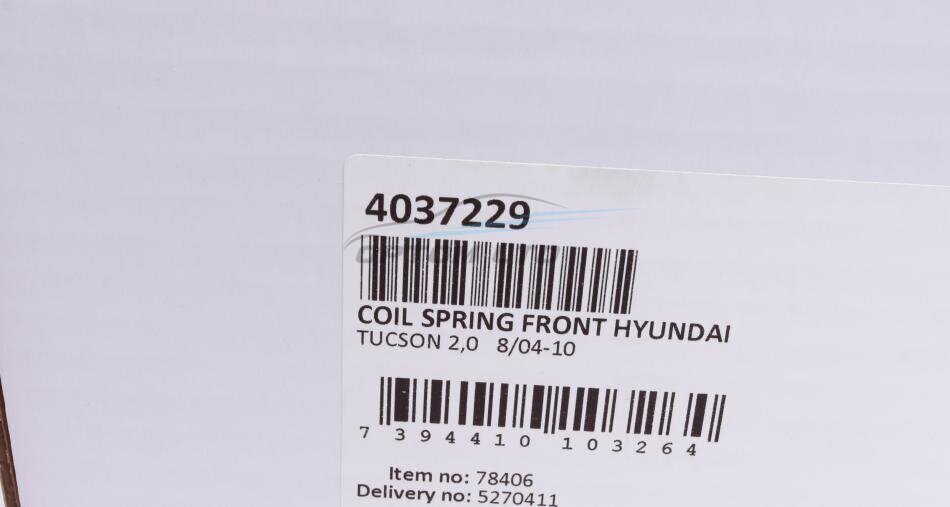 4037229
OPTOMAUTO
COIL SPRING FRONT HYUNDAI
TUCSON 2,0 8/04-10
7 394410 103264
Item no: 78406
Delivery no: 5270411